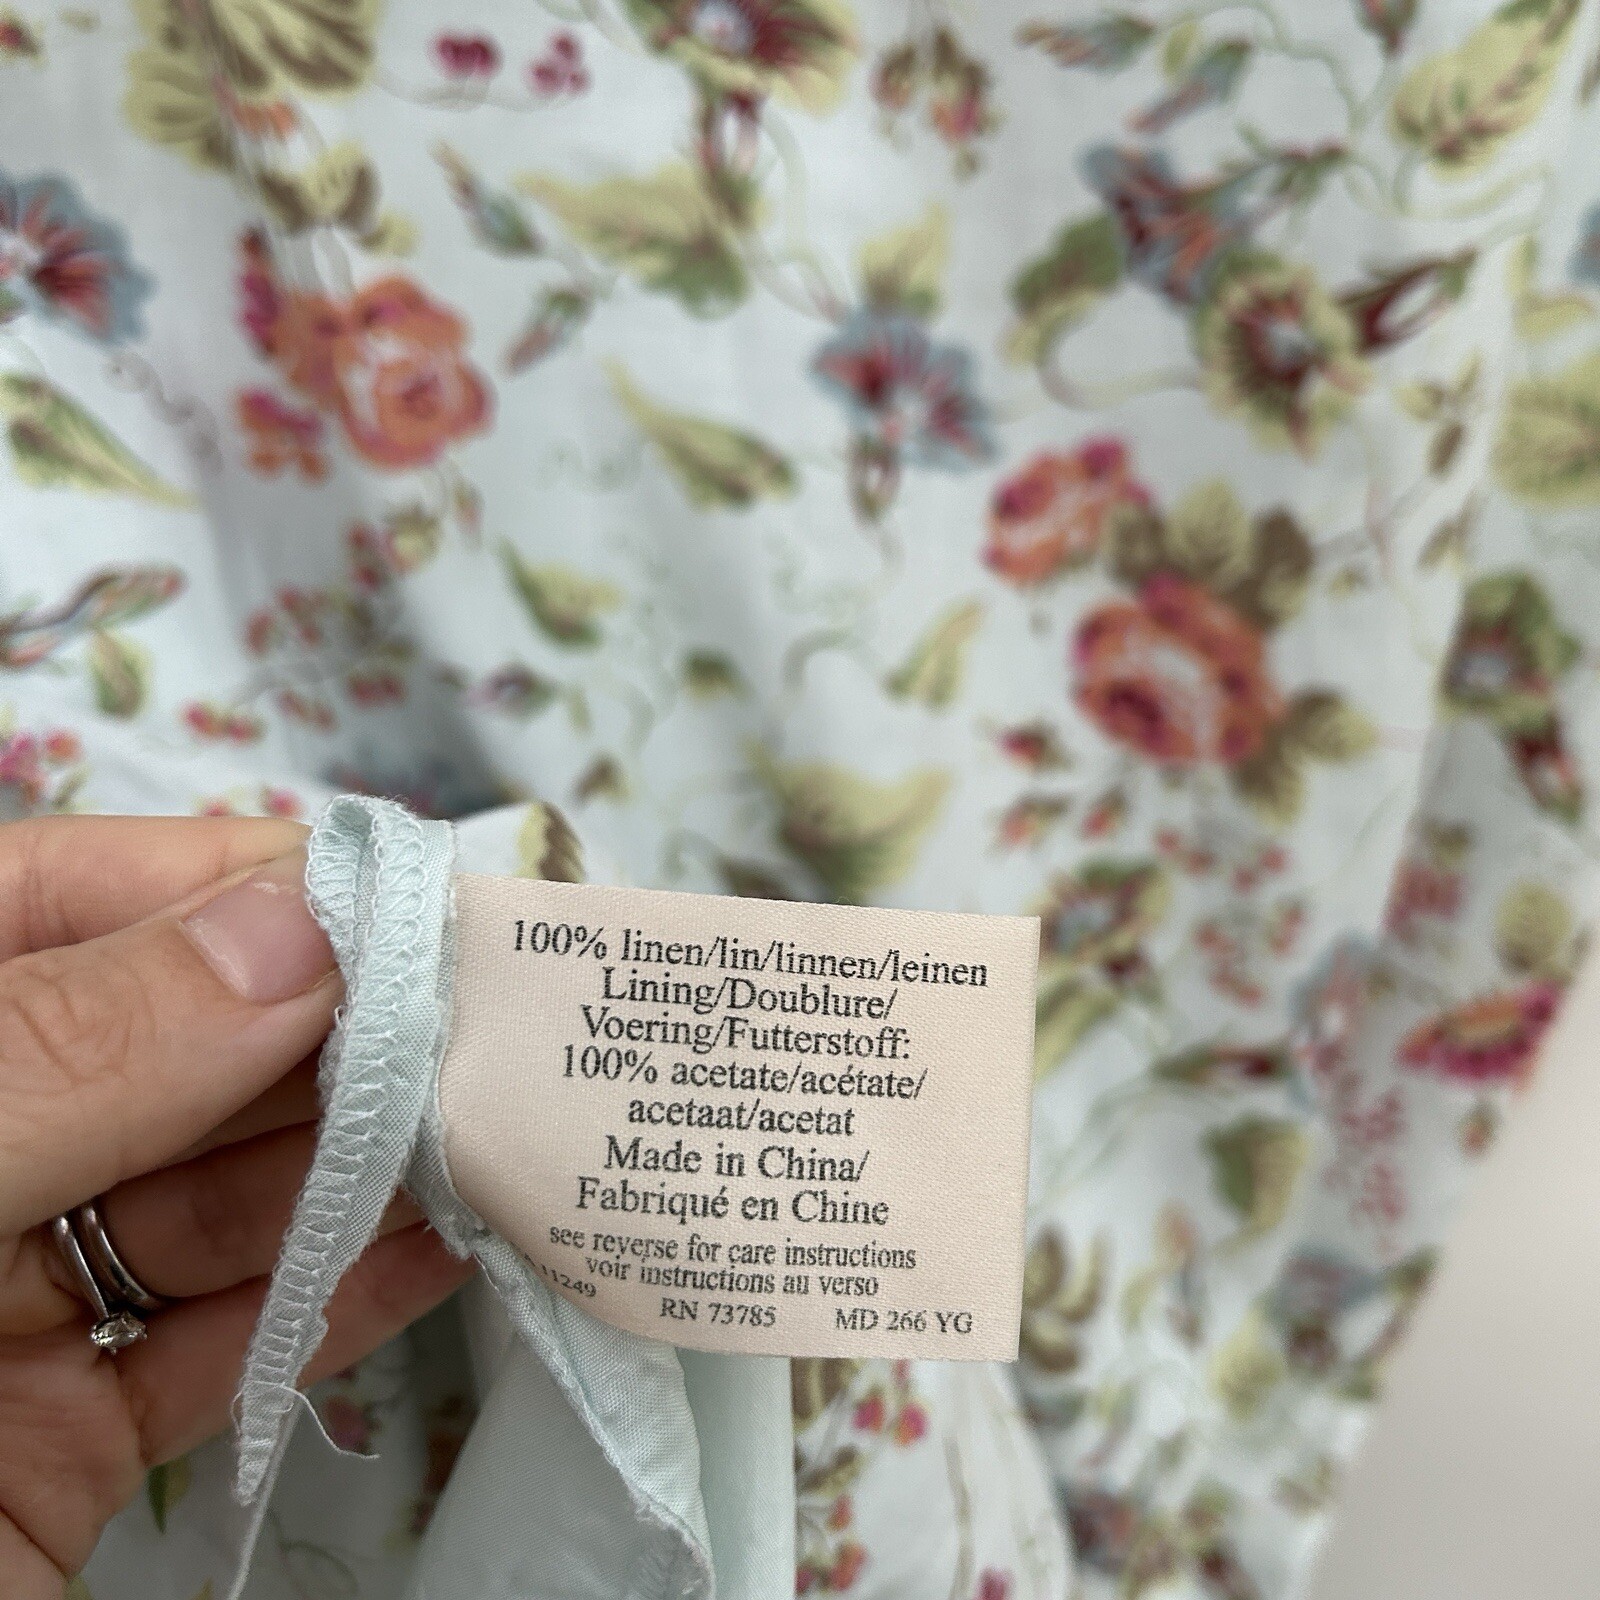 100% linen/lin/linnen/leinen
Lining/Doublure/
Voering/Futterstoff:
100% acetate/acétate/
acetaat/acetat
Made in China/
Fabriqué en Chine
see reverse for care instructions
voir instructions au verso
11249 RN 73785 MD 266 YG